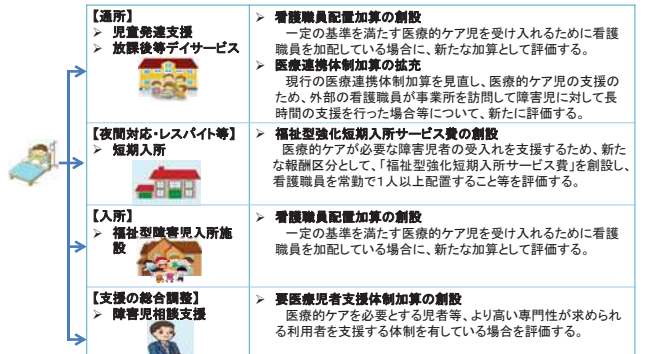 【通所】
➢ 児童発達支援
➢ 放課後等デイサービス
➢ 看護職員配置加算の創設
一定の基準を満たす医療的ケア児を受け入れるために看護
職員を加配している場合に、新たな加算として評価する。
➢ 医療連携体制加算の拡充
現行の医療連携体制加算を見直し、医療的ケア児の支援の
ため、外部の看護職員が事業所を訪問して障害児に対して長
時間の支援を行った場合等について、新たに評価する。
【夜間対応・レスパイト等】
➢ 短期入所
➢ 福祉型強化短期入所サービス費の創設
医療的ケアが必要な障害児者の受入れを支援するため、新た
な報酬区分として、「福祉型強化短期入所サービス費」を創設し、
看護職員を常勤で1人以上配置すること等を評価する。
【入所】
➢ 福祉型障害児入所施
設
➢ 看護職員配置加算の創設
一定の基準を満たす医療的ケア児を受け入れるために看護
職員を加配している場合に、新たな加算として評価する。
【支援の総合調整】
➢ 障害児相談支援
➢ 要医療児者支援体制加算の創設
医療的ケアを必要とする児者等、より高い専門性が求められ
る利用者を支援する体制を有している場合を評価する。